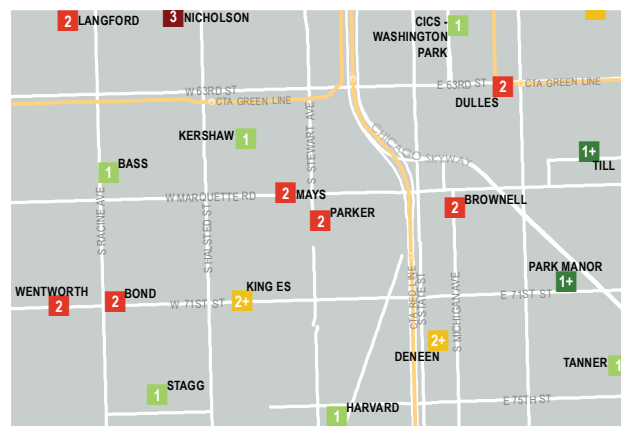 2 LANGFORD
3 NICHOLSON
CICS -
WASHINGTON
PARK
1
W 63RD ST
CTA GREEN LINE
E 63RD ST
CTA GREEN LINE
2
DULLES
KERSHAW 1
S STEWART AVE
CHICAGO SKYWAY
1+
TILL
BASS
1
W MARQUETTE RD
2 MAYS
2 PARKER
2 BROWNELL
S RACINE AVE
S HALSTED ST
CTA RED LINE
S STATE ST
S MICHIGAN AVE
PARK MANOR
1+
WENTWORTH
2
2 BOND
W 71ST ST
2+ KING ES
E 71ST ST
2+
DENEEN
TANNER 1
STAGG
1
1 HARVARD
E 75TH ST